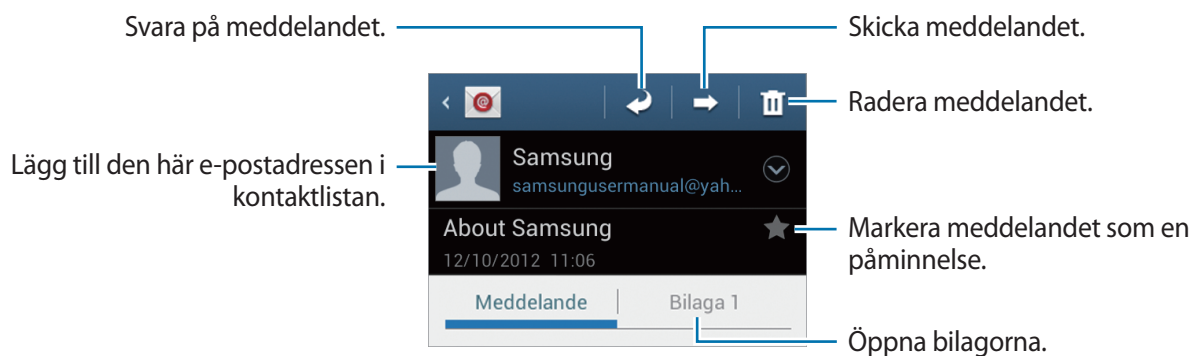 Svara på meddelandet.
Skicka meddelandet.
Radera meddelandet.
Lägg till den här e-postadressen i
kontaktlistan.
Samsung
samsungusermanual@yah...
About Samsung
12/10/2012 11:06
Markera meddelandet som en
påminnelse.
Meddelande
Bilaga 1
Öppna bilagorna.